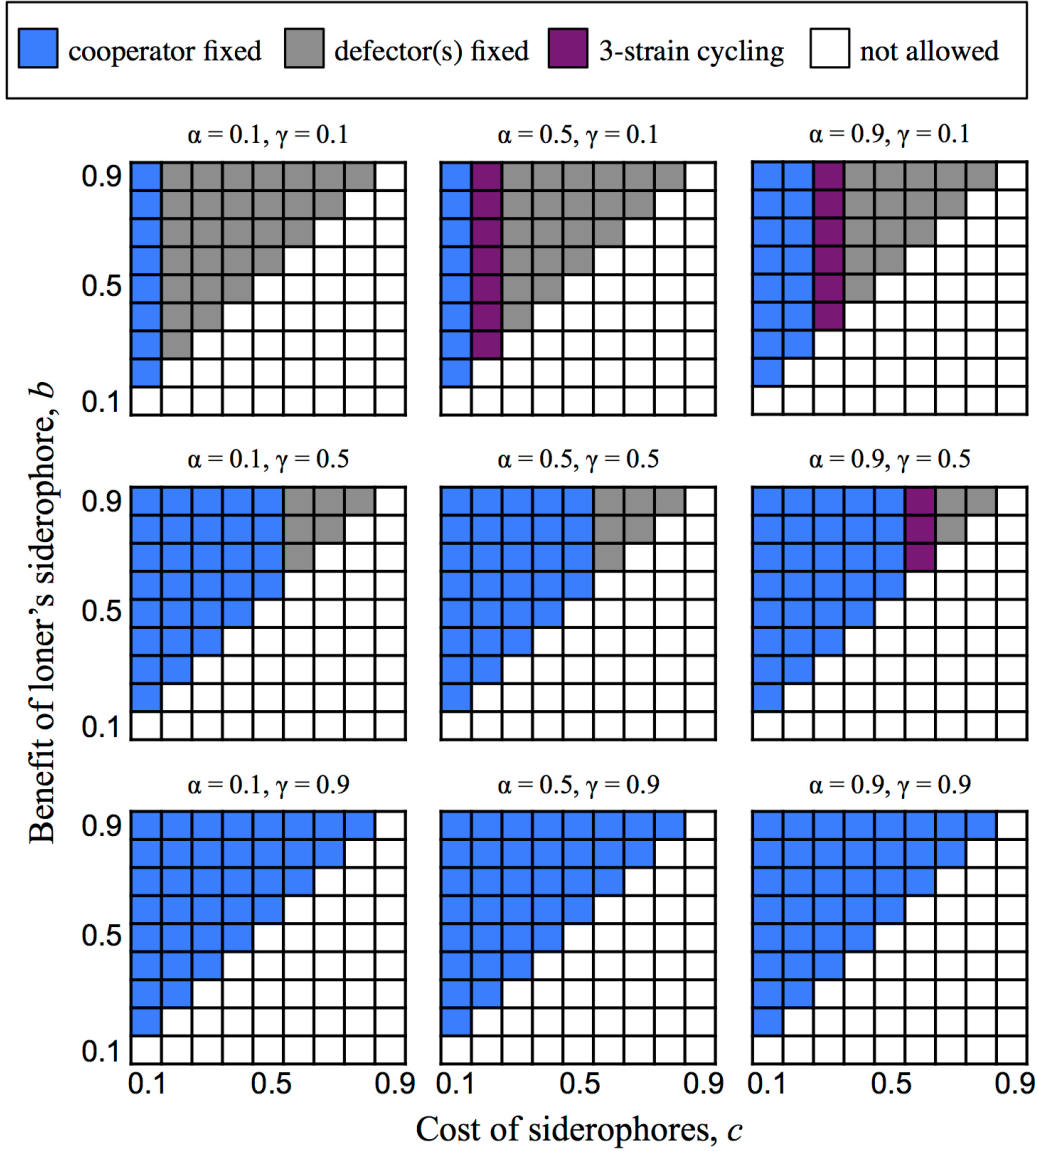 cooperator fixed defector(s) fixed 3-strain cycling not allowed
α = 0.1, γ = 0.1 α = 0.5, γ = 0.1 α = 0.9, γ = 0.1
0.9
0.5
0.1
α = 0.1, γ = 0.5 α = 0.5, γ = 0.5 α = 0.9, γ = 0.5
0.9
0.5
0.1
Benefit of loner's siderophore, b
α = 0.1, γ = 0.9 α = 0.5, γ = 0.9 α = 0.9, γ = 0.9
0.9
0.5
0.1
0.1 0.5 0.9 0.1 0.5 0.9 0.1 0.5 0.9
Cost of siderophores, c